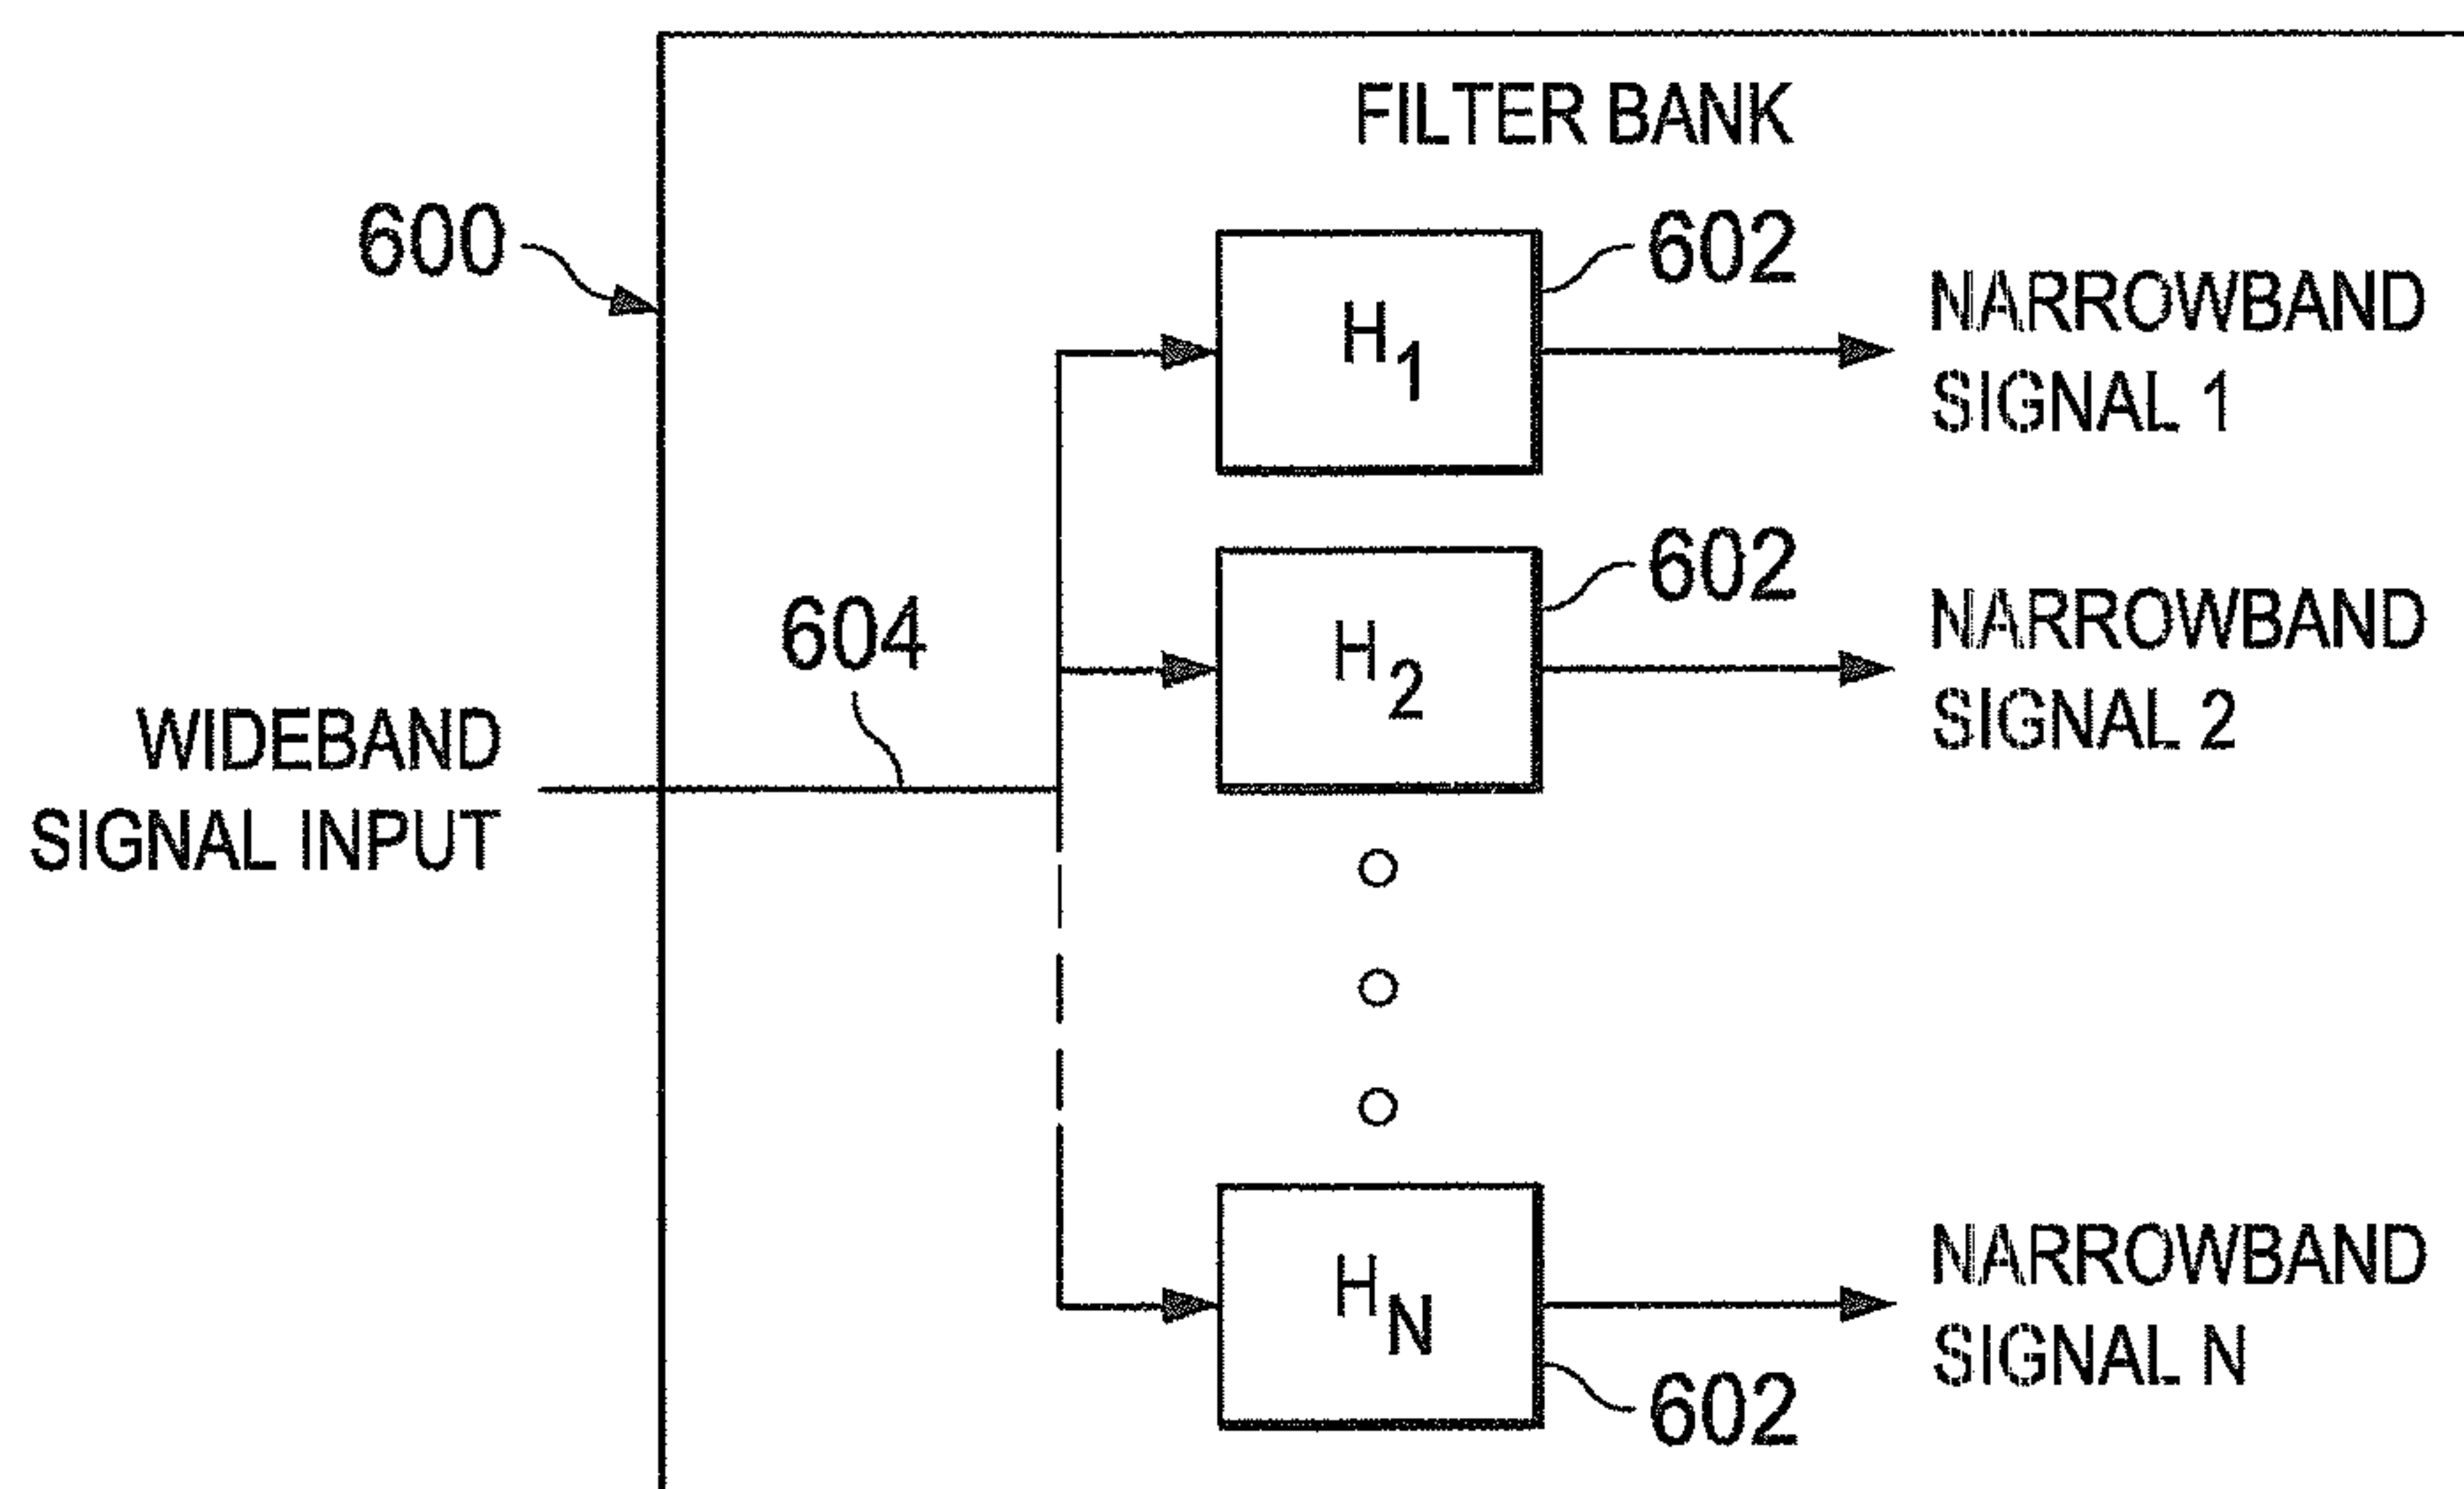 FILTER BANK
600
602
H1
NARROWBAND
SIGNAL 1
602
604
H2
NARROWBAND
SIGNAL 2
WIDEBAND
SIGNAL INPUT
HN
NARROWBAND
SIGNAL N
602